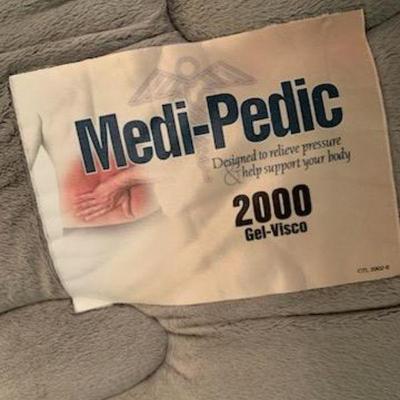 Medi-Pedic
Designed to relieve pressure
& help support your body
2000
Gel-Visco